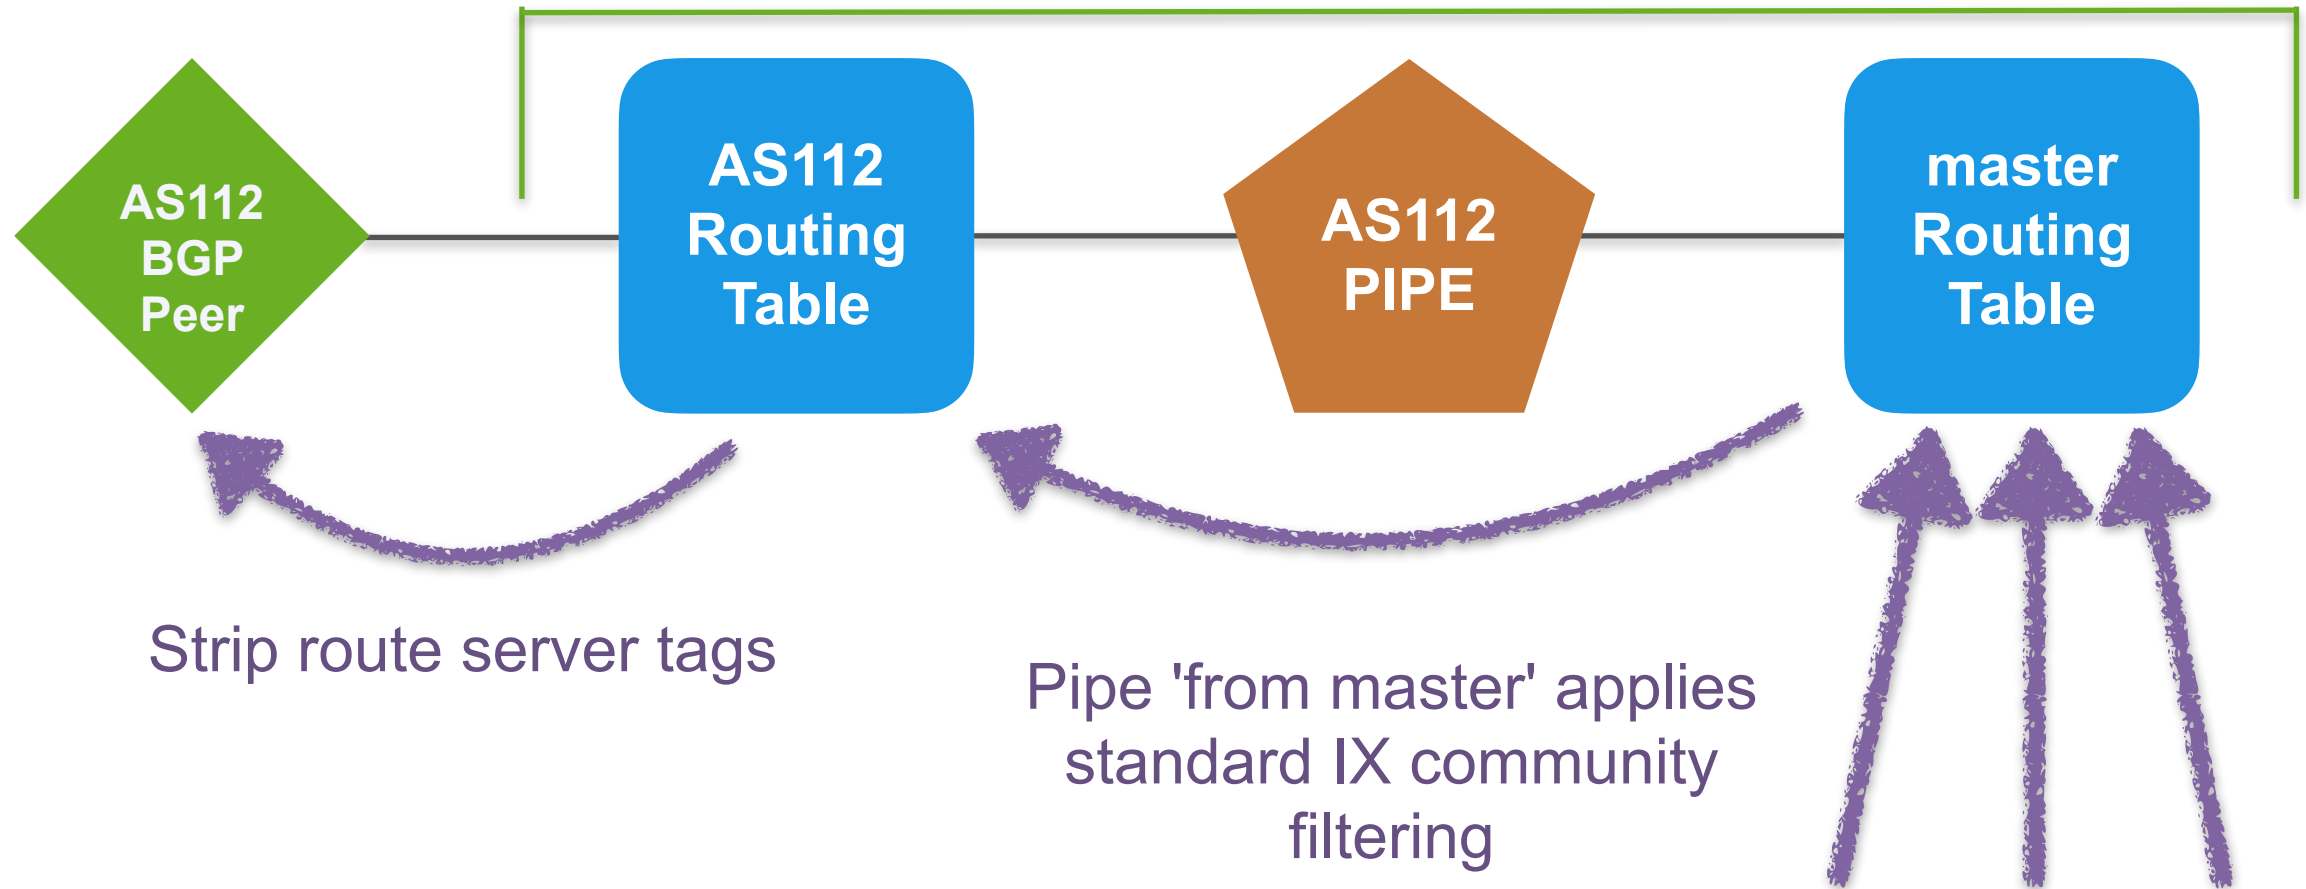 AS112
BGP
Peer
AS112
Routing
Table
AS112
PIPE
master
Routing
Table
Strip route server tags
Pipe 'from master' applies
standard IX community
filtering